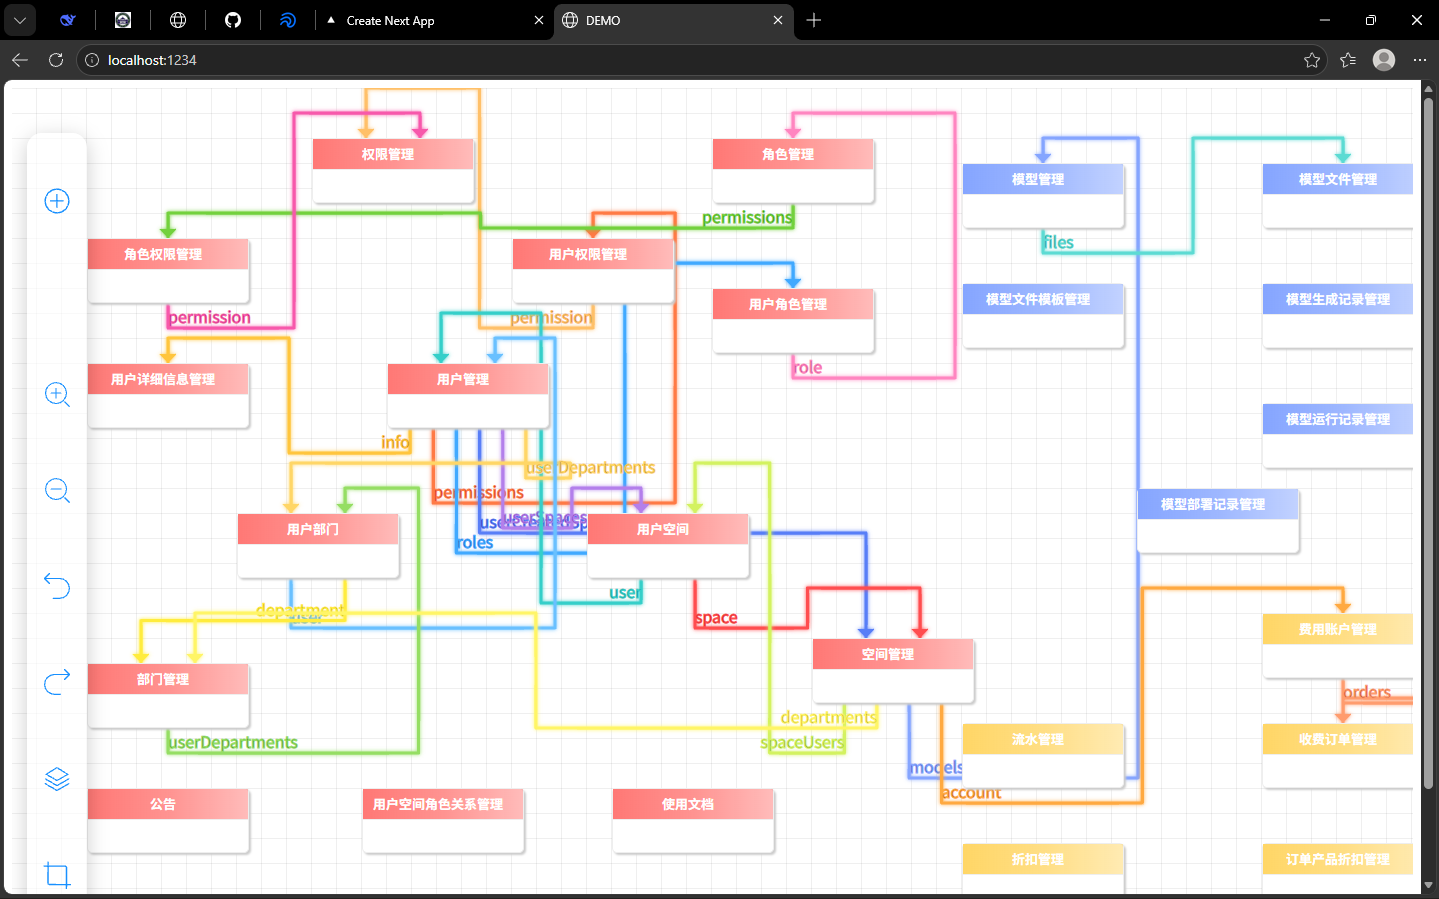 Create Next App
DEMO
localhost:1234
权限管理
角色管理
模型管理
模型文件管理
permissions
files
角色权限管理
用户权限管理
用户角色管理
模型文件模板管理
模型生成记录管理
permission
permission
role
用户详细信息管理
用户管理
模型运行记录管理
info
userDepartments
permissions
userSpaces
roles
用户部门
用户空间
模型部署记录管理
user
department
user
space
费用账户管理
空间管理
部门管理
orders
departments
spaceUsers
userDepartments
流水管理
收费订单管理
models
account
公告
用户空间角色关系管理
使用文档
折扣管理
订单产品折扣管理